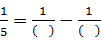 1/5 = 1/( ) − 1/( )